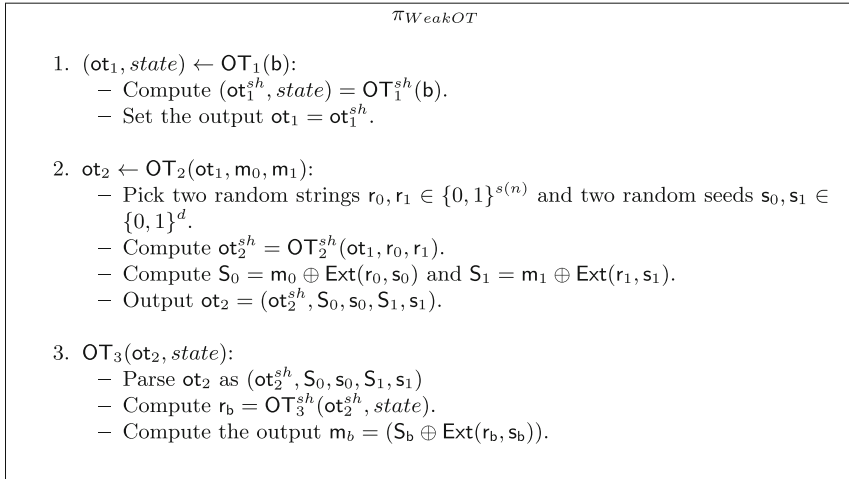 π_{WeakOT}
1. (ot₁, state) ← OT₁(b):
– Compute (ot₁^{sh}, state) = OT₁^{sh}(b).
– Set the output ot₁ = ot₁^{sh}.
2. ot₂ ← OT₂(ot₁, m₀, m₁):
– Pick two random strings r₀, r₁ ∈ {0, 1}^{s(n)} and two random seeds s₀, s₁ ∈
{0, 1}^d.
– Compute ot₂^{sh} = OT₂^{sh}(ot₁, r₀, r₁).
– Compute S₀ = m₀ ⊕ Ext(r₀, s₀) and S₁ = m₁ ⊕ Ext(r₁, s₁).
– Output ot₂ = (ot₂^{sh}, S₀, s₀, S₁, s₁).
3. OT₃(ot₂, state):
– Parse ot₂ as (ot₂^{sh}, S₀, s₀, S₁, s₁)
– Compute r_b = OT₃^{sh}(ot₂^{sh}, state).
– Compute the output m_b = (S_b ⊕ Ext(r_b, s_b)).